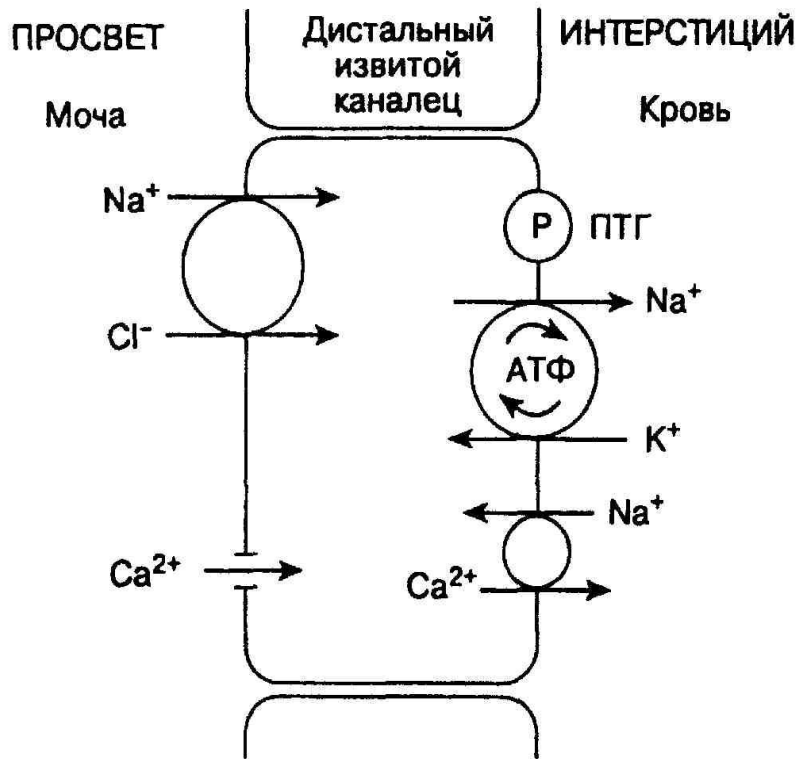 ПРОСВЕТ
Дистальный
извитой
каналец
ИНТЕРСТИЦИЙ
Моча
Кровь
Na⁺
Р ПТГ
Na⁺
Cl⁻
АТФ
K⁺
Na⁺
Ca²⁺
Ca²⁺